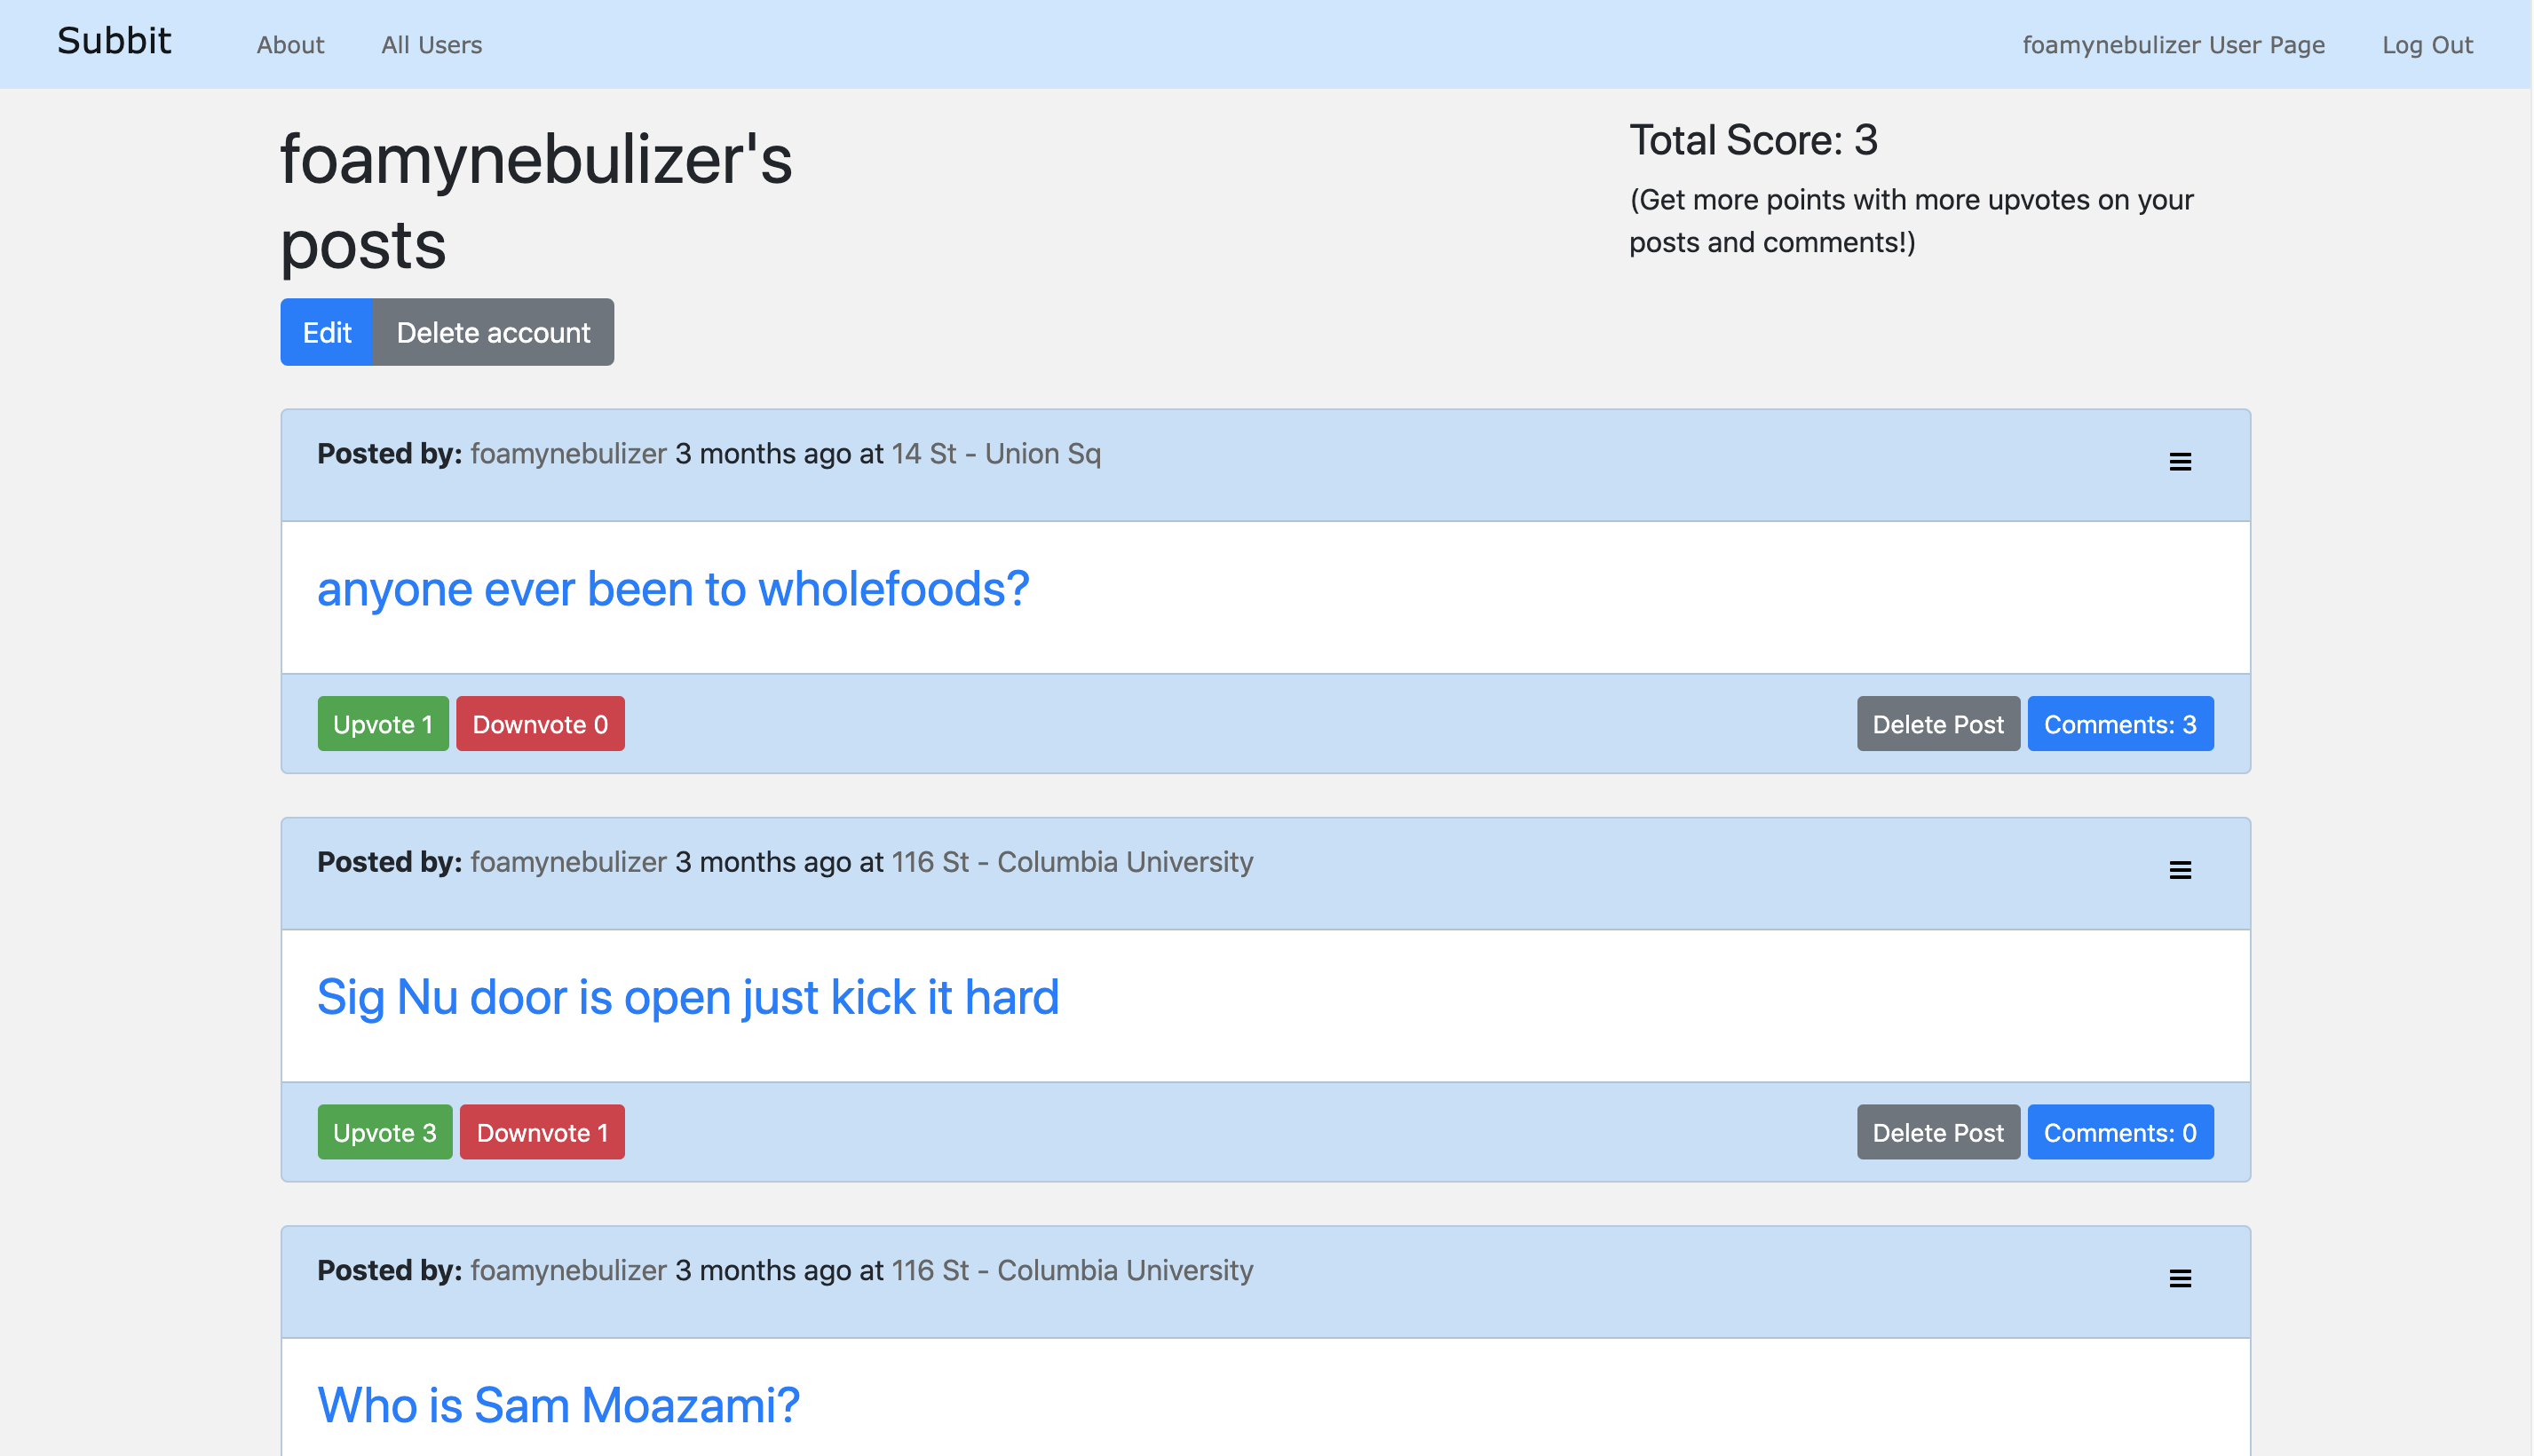 Subbit About All Users foamynebulizer User Page Log Out
foamynebulizer's
posts
Total Score: 3
(Get more points with more upvotes on your
posts and comments!)
Edit Delete account
Posted by: foamynebulizer 3 months ago at 14 St - Union Sq
anyone ever been to wholefoods?
Upvote 1 Downvote 0 Delete Post Comments: 3
Posted by: foamynebulizer 3 months ago at 116 St - Columbia University
Sig Nu door is open just kick it hard
Upvote 3 Downvote 1 Delete Post Comments: 0
Posted by: foamynebulizer 3 months ago at 116 St - Columbia University
Who is Sam Moazami?